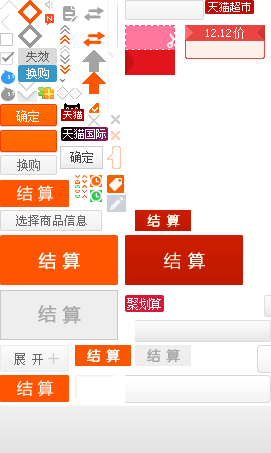 天猫超市
N
12.12价
失效
换购
确定
天猫
天猫国际
换购
确定
结 算
选择商品信息
结 算
结 算
结 算
结 算
聚划算
展 开
结 算
结 算
结 算